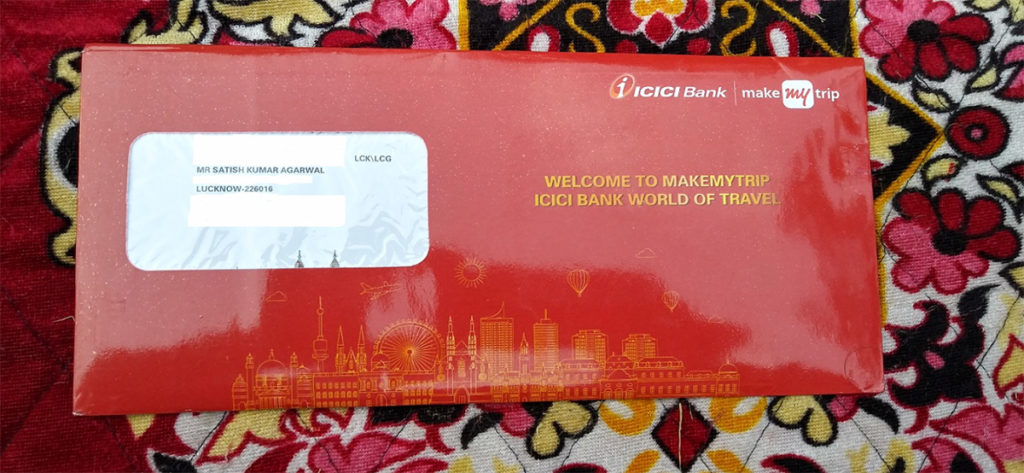 ICICI Bank | make my trip
LCK\LCG
MR SATISH KUMAR AGARWAL
LUCKNOW-226016
WELCOME TO MAKEMYTRIP
ICICI BANK WORLD OF TRAVEL